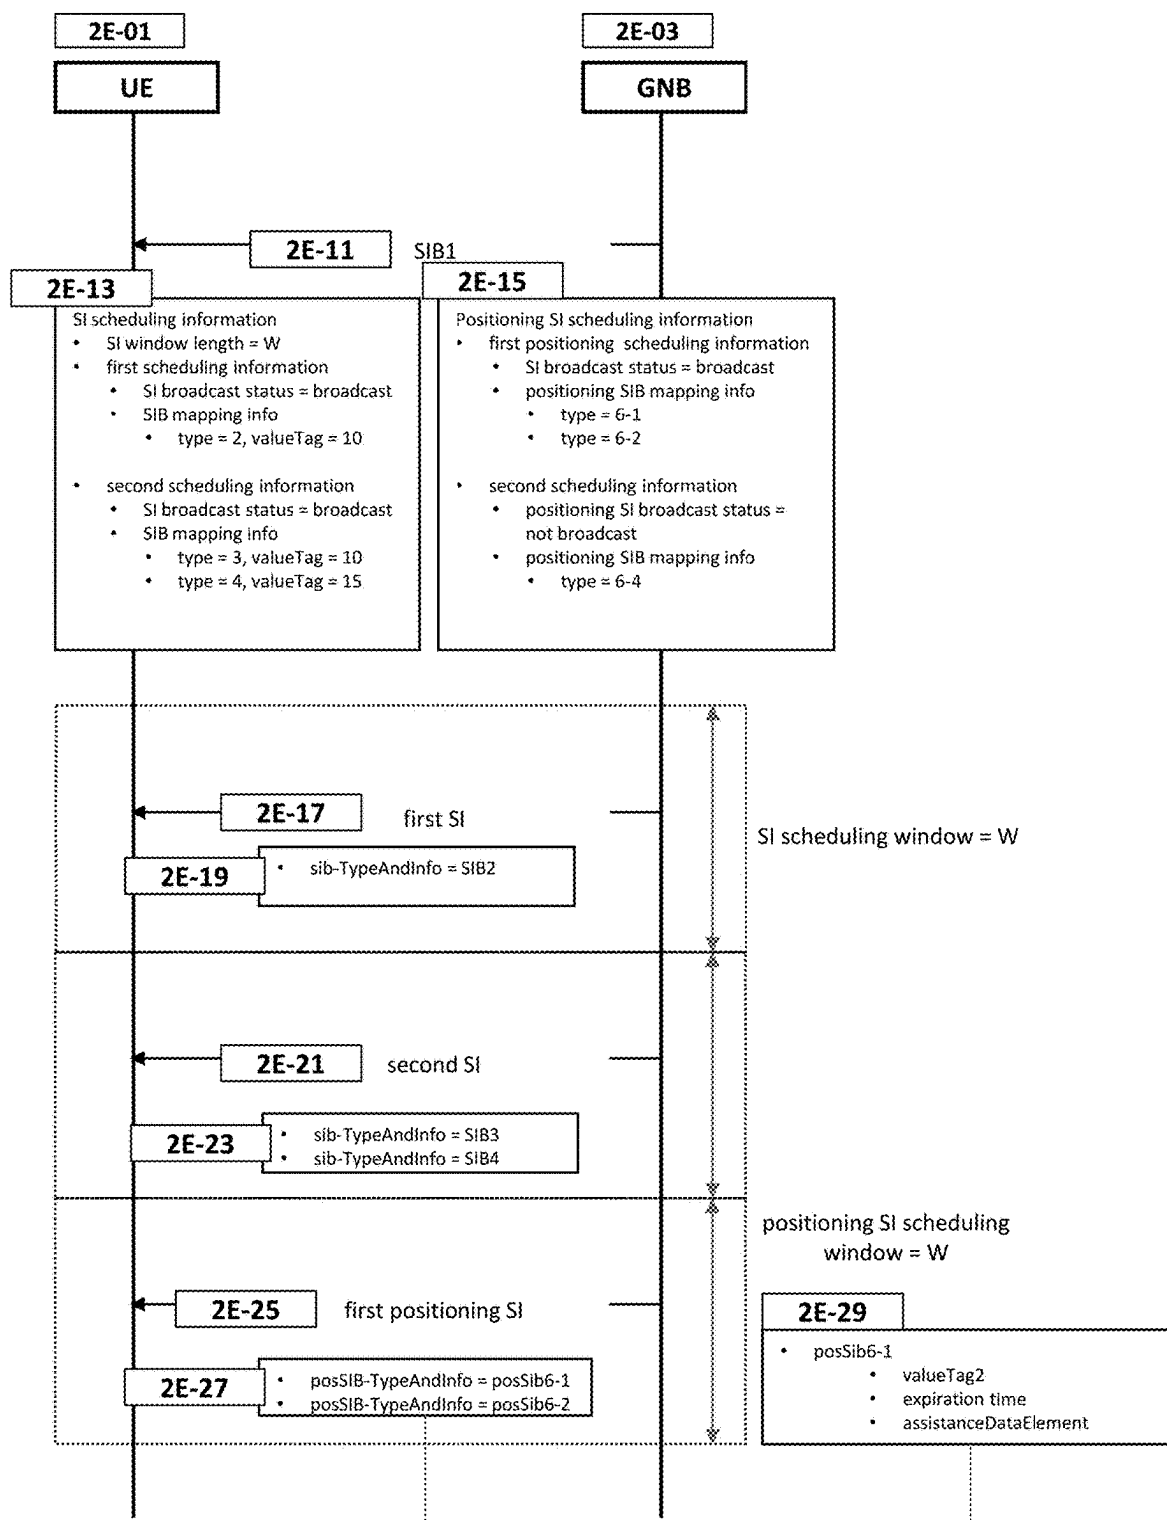 2E-01
2E-03
UE
GNB
2E-11
SIB1
2E-13
SI scheduling information
• SI window length = W
• first scheduling information
• SI broadcast status = broadcast
• SIB mapping info
• type = 2, valueTag = 10
• second scheduling information
• SI broadcast status = broadcast
• SIB mapping info
• type = 3, valueTag = 10
• type = 4, valueTag = 15
2E-15
Positioning SI scheduling information
• first positioning scheduling information
• SI broadcast status = broadcast
• positioning SIB mapping info
• type = 6-1
• type = 6-2
• second scheduling information
• positioning SI broadcast status =
not broadcast
• positioning SIB mapping info
• type = 6-4
2E-17
first SI
SI scheduling window = W
2E-19
• sib-TypeAndInfo = SIB2
2E-21
second SI
2E-23
• sib-TypeAndInfo = SIB3
• sib-TypeAndInfo = SIB4
positioning SI scheduling
window = W
2E-25
first positioning SI
2E-27
• posSIB-TypeAndInfo = posSib6-1
• posSIB-TypeAndInfo = posSib6-2
2E-29
• posSib6-1
• valueTag2
• expiration time
• assistanceDataElement